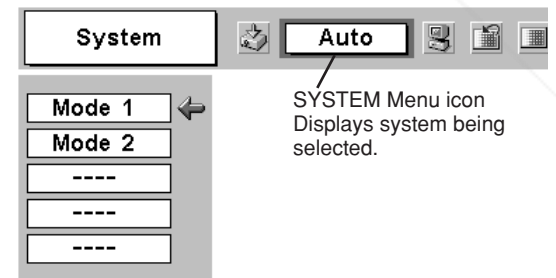 System
Auto
SYSTEM Menu icon
Displays system being
selected.
Mode 1
Mode 2
----
----
----